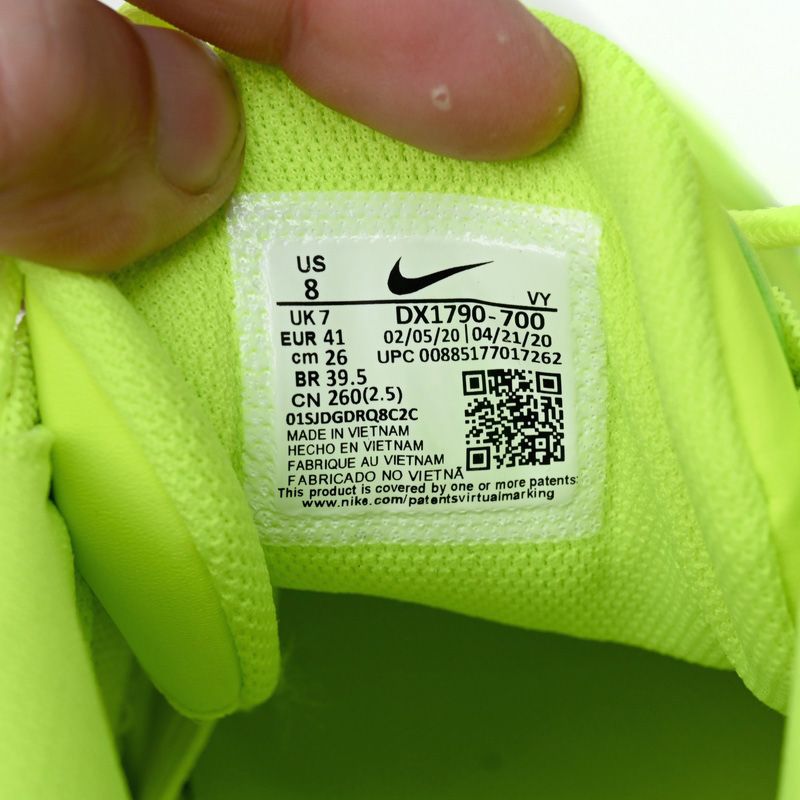 US
8
VY
UK 7
DX1790-700
EUR 41
02/05/20 | 04/21/20
cm 26
UPC 00885177017262
BR 39.5
CN 260(2.5)
01SJDGDRQ8C2C
MADE IN VIETNAM
HECHO EN VIETNAM
FABRIQUE AU VIETNAM
FABRICADO NO VIETNÃ
This product is covered by one or more patents:
www.nike.com/patentsvirtualmarking